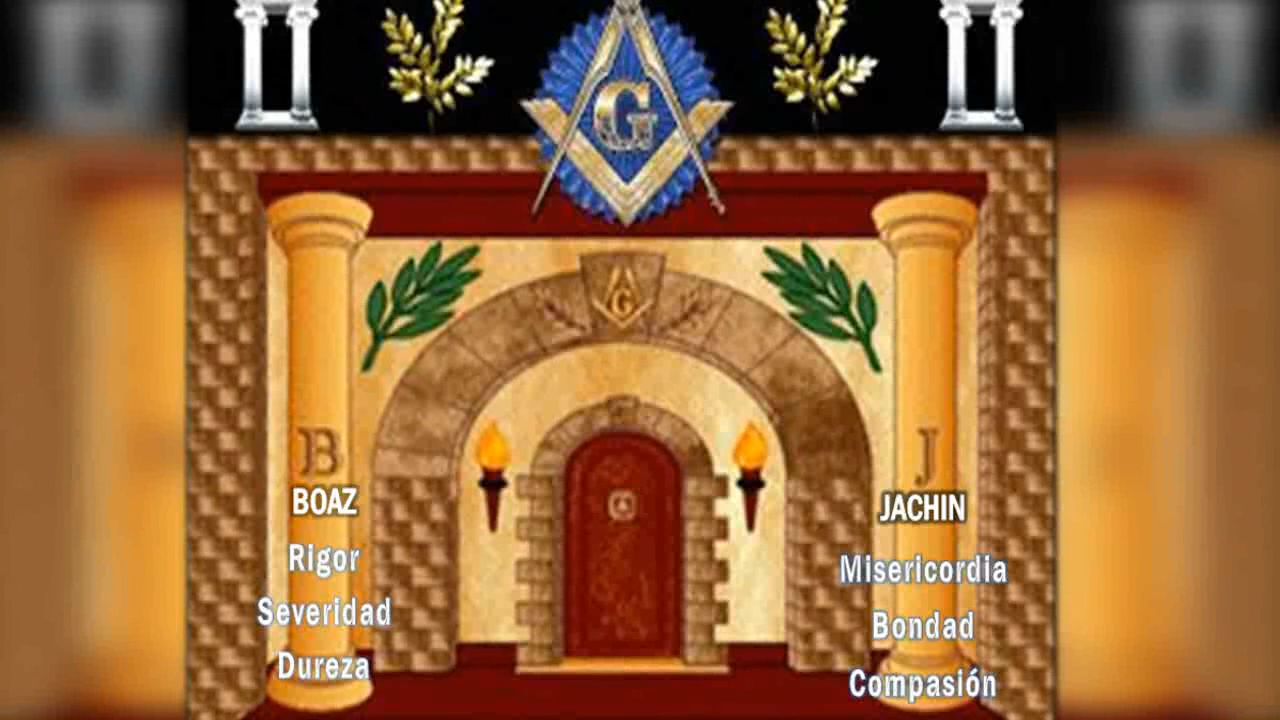 G
G
B
J
BOAZ
JACHIN
Rigor
Misericordia
Severidad
Bondad
Dureza
Compasión